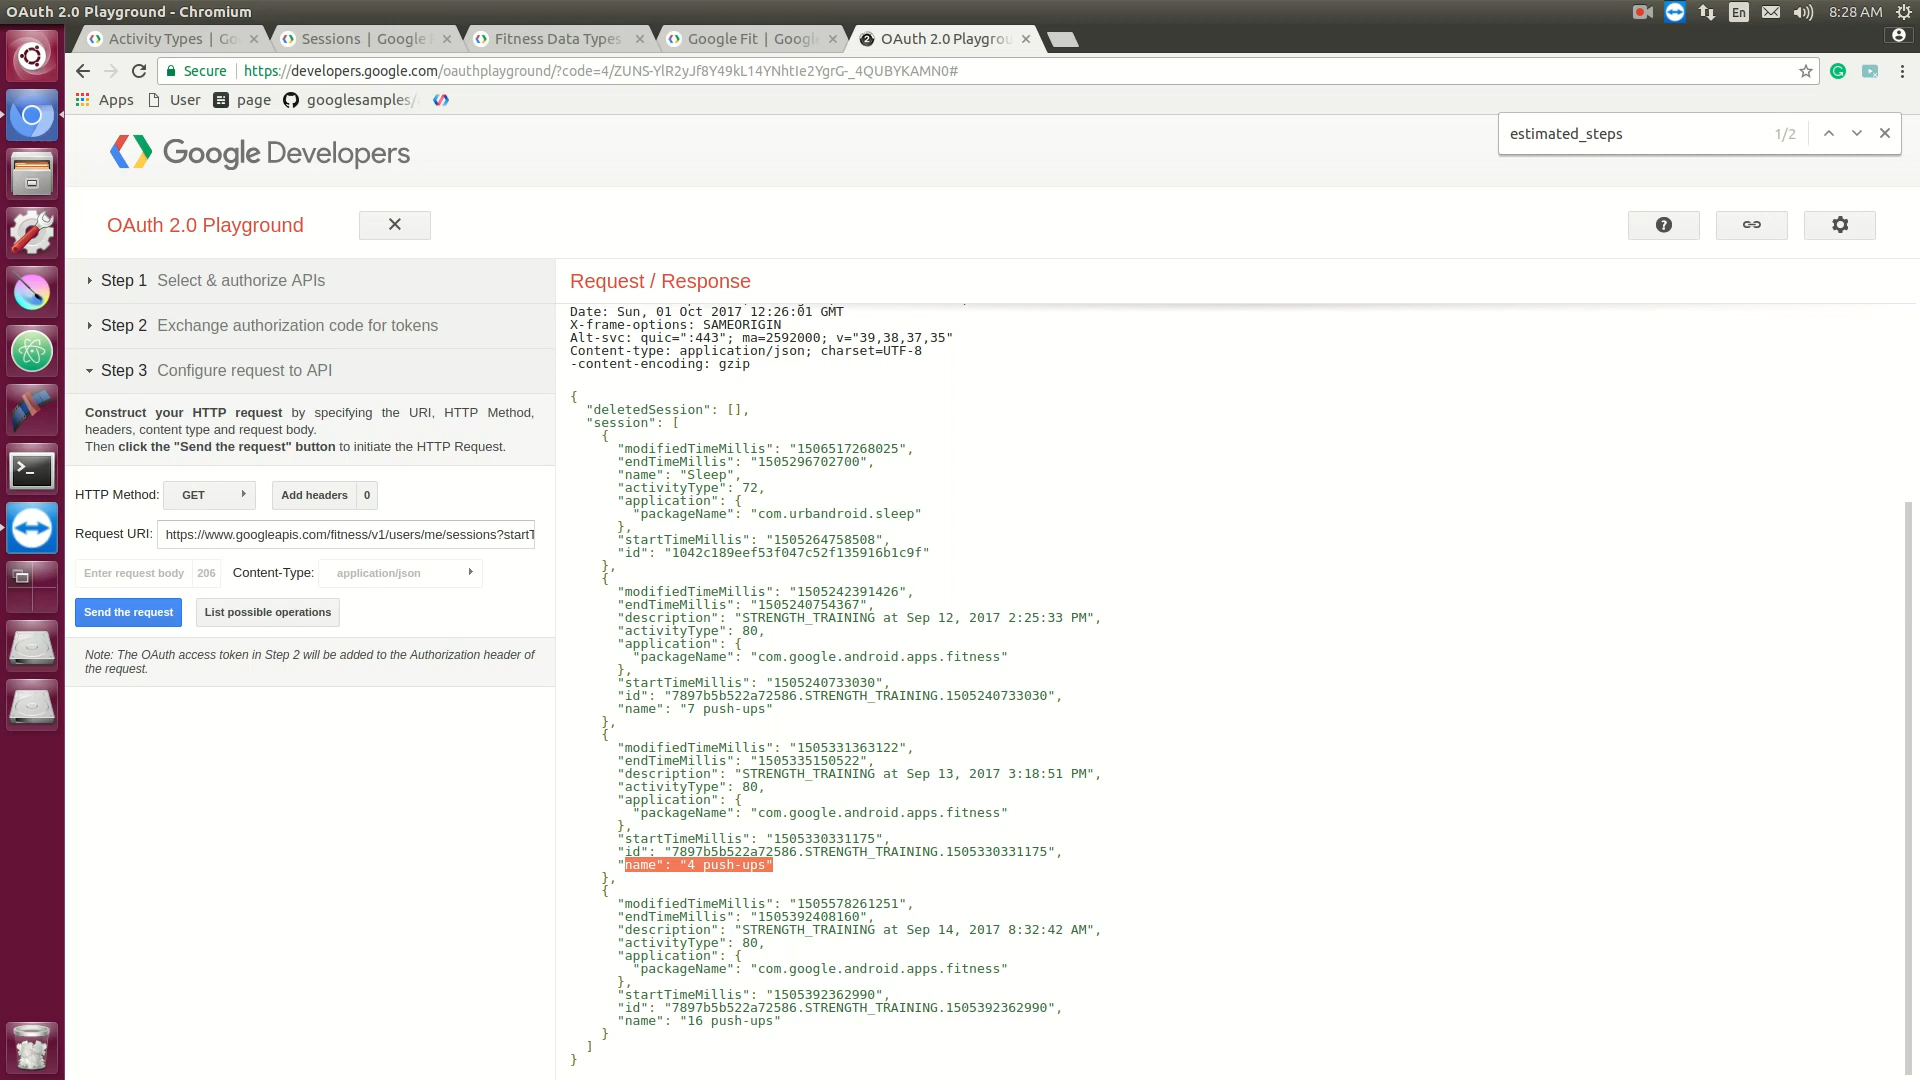 OAuth 2.0 Playground - Chromium
En
8:28 AM
Activity Types | Go
Sessions | Google
Fitness Data Types
Google Fit | Googl
OAuth 2.0 Playgrou
Secure
https://developers.google.com/oauthplayground/?code=4/ZUNS-YlR2yJf8Y49kL14YNhtIe2YgrG-_4QUBYKAMN0#
Apps
User
page
googlesamples/
estimated_steps
1/2
Google Developers
OAuth 2.0 Playground
Step 1 Select & authorize APIs
Step 2 Exchange authorization code for tokens
Step 3 Configure request to API
Construct your HTTP request by specifying the URI, HTTP Method,
headers, content type and request body.
Then click the "Send the request" button to initiate the HTTP Request.
HTTP Method: GET Add headers 0
Request URI: https://www.googleapis.com/fitness/v1/users/me/sessions?startT
Enter request body 206 Content-Type: application/json
Send the request List possible operations
Note: The OAuth access token in Step 2 will be added to the Authorization header of
the request.
Request / Response
Date: Sun, 01 Oct 2017 12:26:01 GMT
X-frame-options: SAMEORIGIN
Alt-svc: quic=":443"; ma=2592000; v="39,38,37,35"
Content-type: application/json; charset=UTF-8
-content-encoding: gzip
{
"deletedSession": [],
"session": [
{
"modifiedTimeMillis": "1506517268025",
"endTimeMillis": "1505296702700",
"name": "Sleep",
"activityType": 72,
"application": {
"packageName": "com.urbandroid.sleep"
},
"startTimeMillis": "1505264758508",
"id": "1042c189eef53f047c52f135916b1c9f"
},
{
"modifiedTimeMillis": "1505242391426",
"endTimeMillis": "1505240754367",
"description": "STRENGTH_TRAINING at Sep 12, 2017 2:25:33 PM",
"activityType": 80,
"application": {
"packageName": "com.google.android.apps.fitness"
},
"startTimeMillis": "1505240733030",
"id": "7897b5b522a72586.STRENGTH_TRAINING.1505240733030",
"name": "7 push-ups"
},
{
"modifiedTimeMillis": "1505331363122",
"endTimeMillis": "1505335150522",
"description": "STRENGTH_TRAINING at Sep 13, 2017 3:18:51 PM",
"activityType": 80,
"application": {
"packageName": "com.google.android.apps.fitness"
},
"startTimeMillis": "1505330331175",
"id": "7897b5b522a72586.STRENGTH_TRAINING.1505330331175",
"name": "4 push-ups"
},
{
"modifiedTimeMillis": "1505578261251",
"endTimeMillis": "1505392408160",
"description": "STRENGTH_TRAINING at Sep 14, 2017 8:32:42 AM",
"activityType": 80,
"application": {
"packageName": "com.google.android.apps.fitness"
},
"startTimeMillis": "1505392362990",
"id": "7897b5b522a72586.STRENGTH_TRAINING.1505392362990",
"name": "16 push-ups"
}
]
}